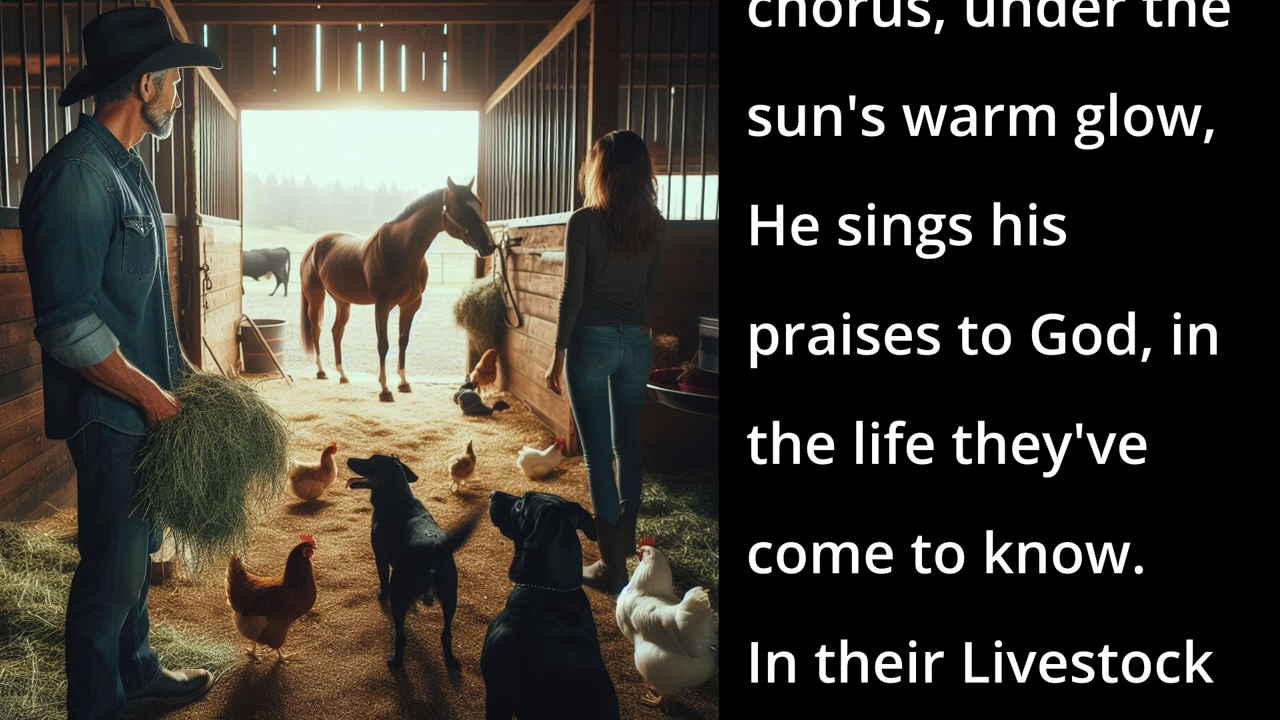 chorus, under the
sun's warm glow,
He sings his
praises to God, in
the life they've
come to know.
In their Livestock